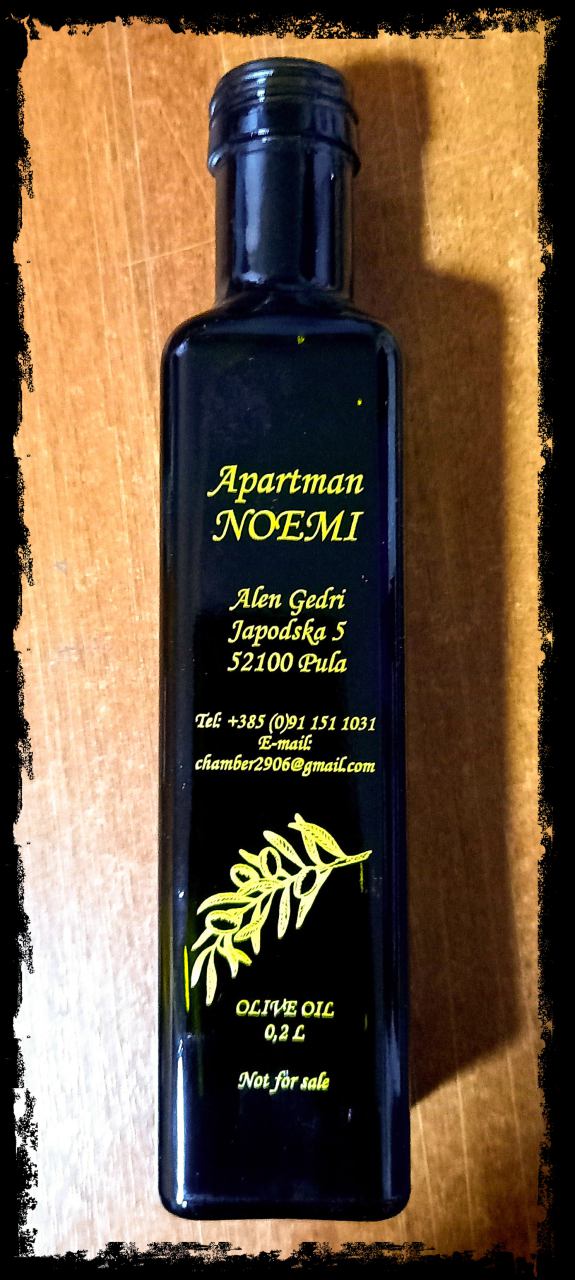 Apartman
NOEMI
Alen Gedri
Japodska 5
52100 Pula
Tel: +385 (0)91 151 1031
E-mail:
chamber2906@gmail.com
OLIVE OIL
0,2 L
Not for sale